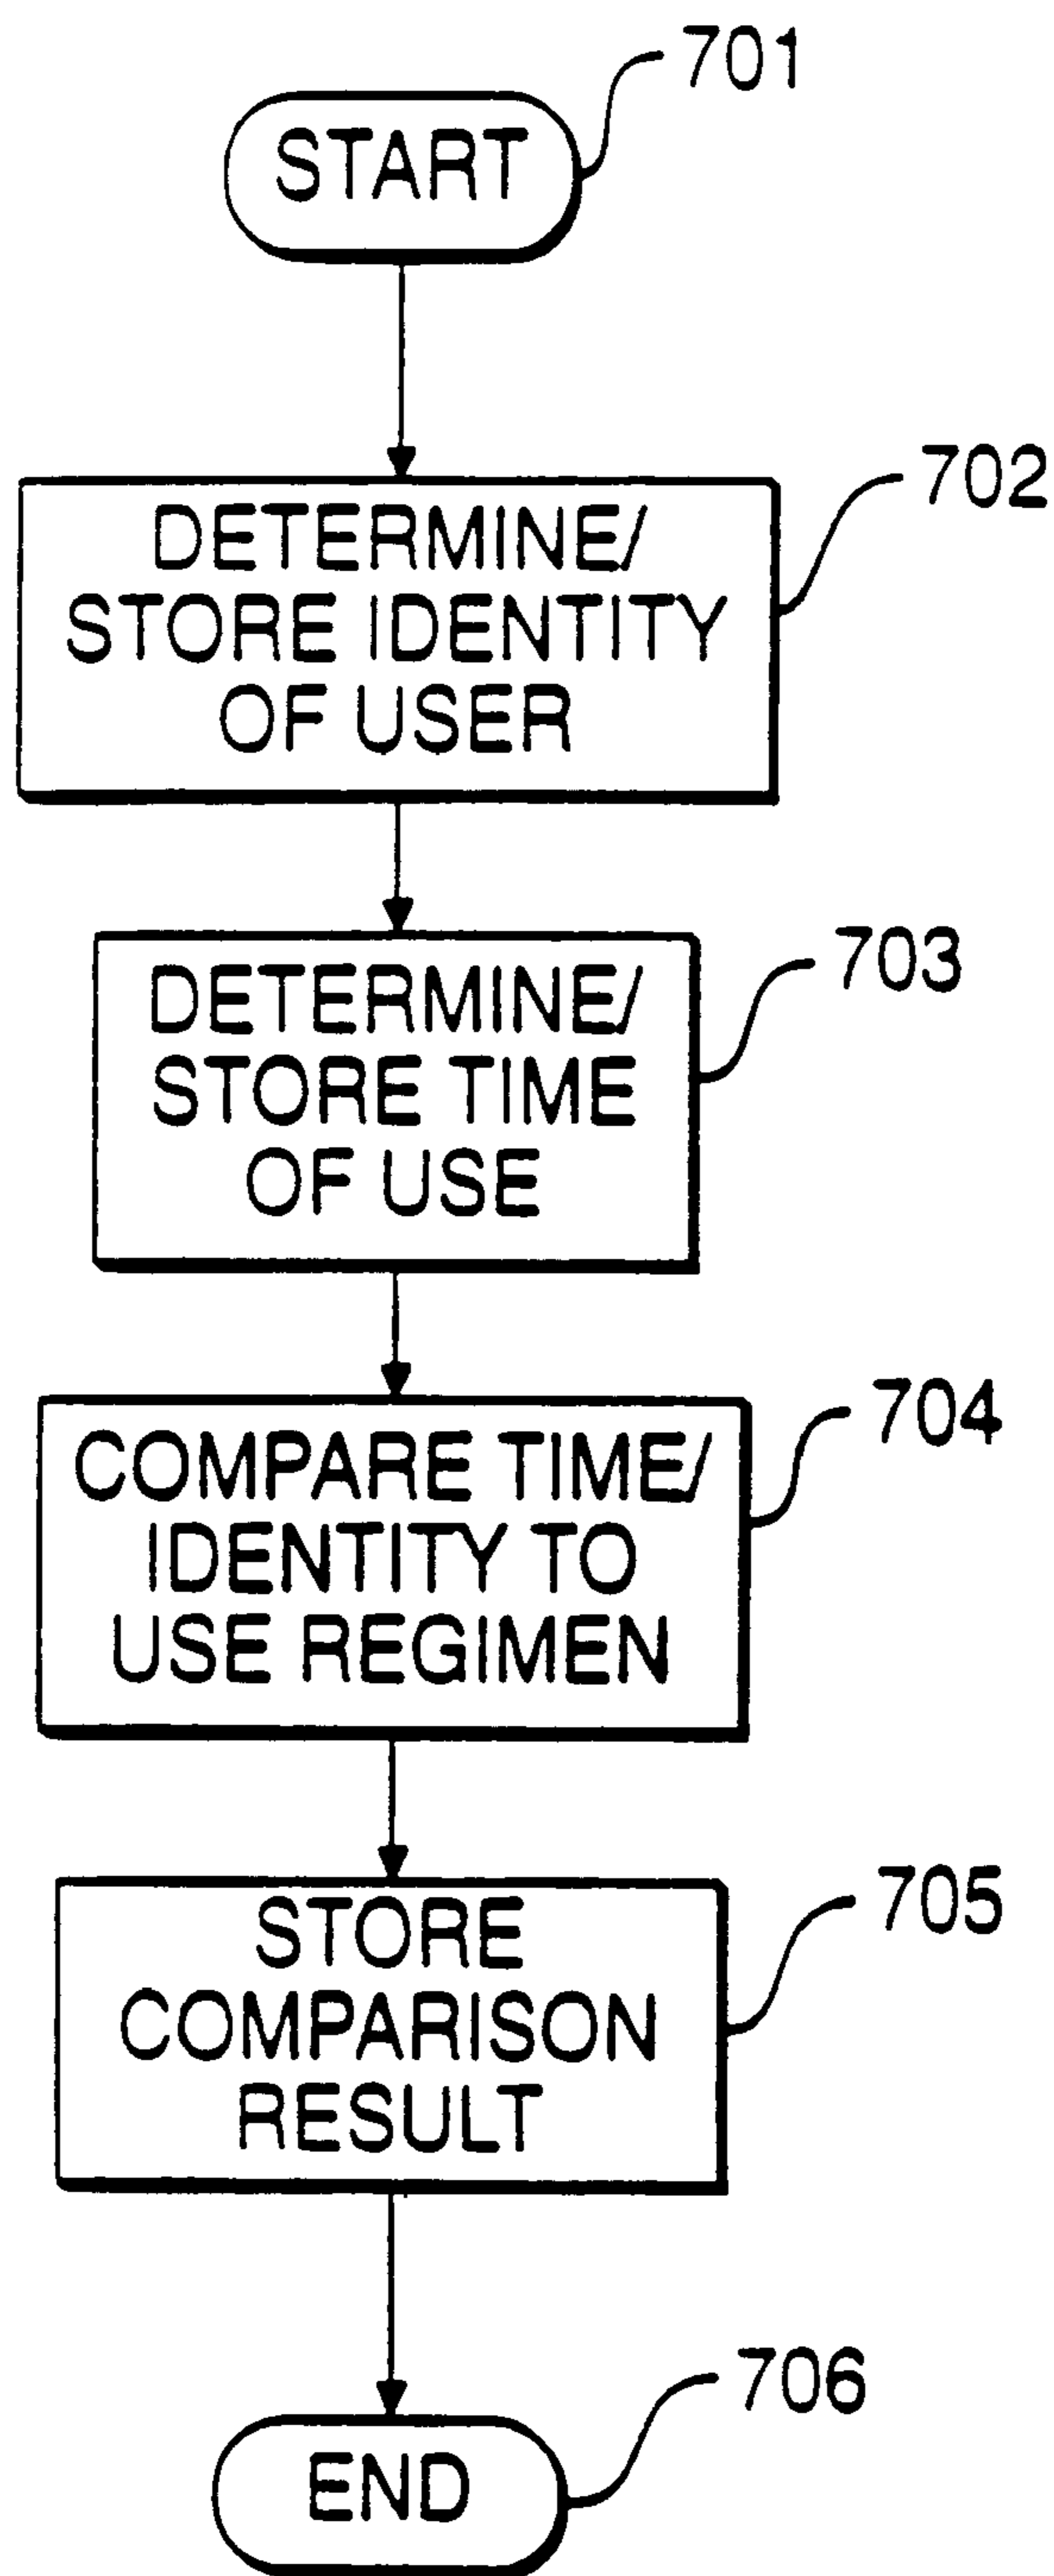 701
START
702
DETERMINE/
STORE IDENTITY
OF USER
703
DETERMINE/
STORE TIME
OF USE
704
COMPARE TIME/
IDENTITY TO
USE REGIMEN
705
STORE
COMPARISON
RESULT
706
END